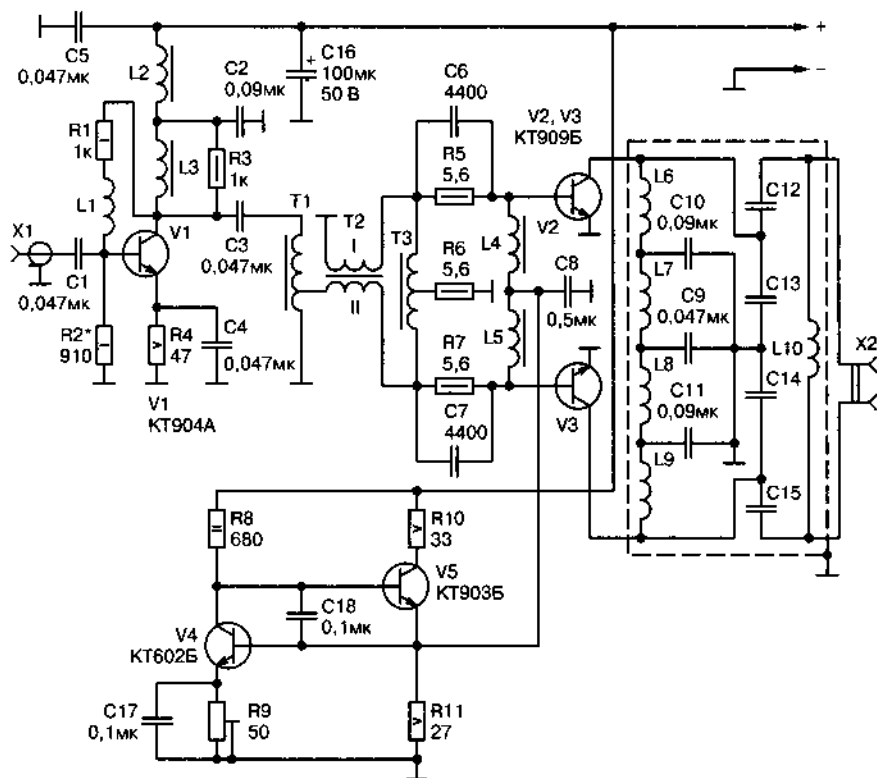 +
C5
0,047мк
L2
C2
0,09мк
+
C16
100мк
50 В
C6
4400
−
R1
1к
L3
R3
1к
R5
5,6
V2, V3
КТ909Б
L1
T1
T2
I
II
T3
L4
V2
L6
C10
0,09мк
C12
X1
C1
0,047мк
V1
C3
0,047мк
R6
5,6
C8
0,5мк
L7
C9
0,047мк
C13
R2*
910
R4
47
C4
0,047мк
R7
5,6
L5
L8
C11
0,09мк
L10
C14
X2
V1
КТ904А
C7
4400
V3
L9
C15
R8
680
R10
33
V5
КТ903Б
C18
0,1мк
V4
КТ602Б
C17
0,1мк
R9
50
R11
27